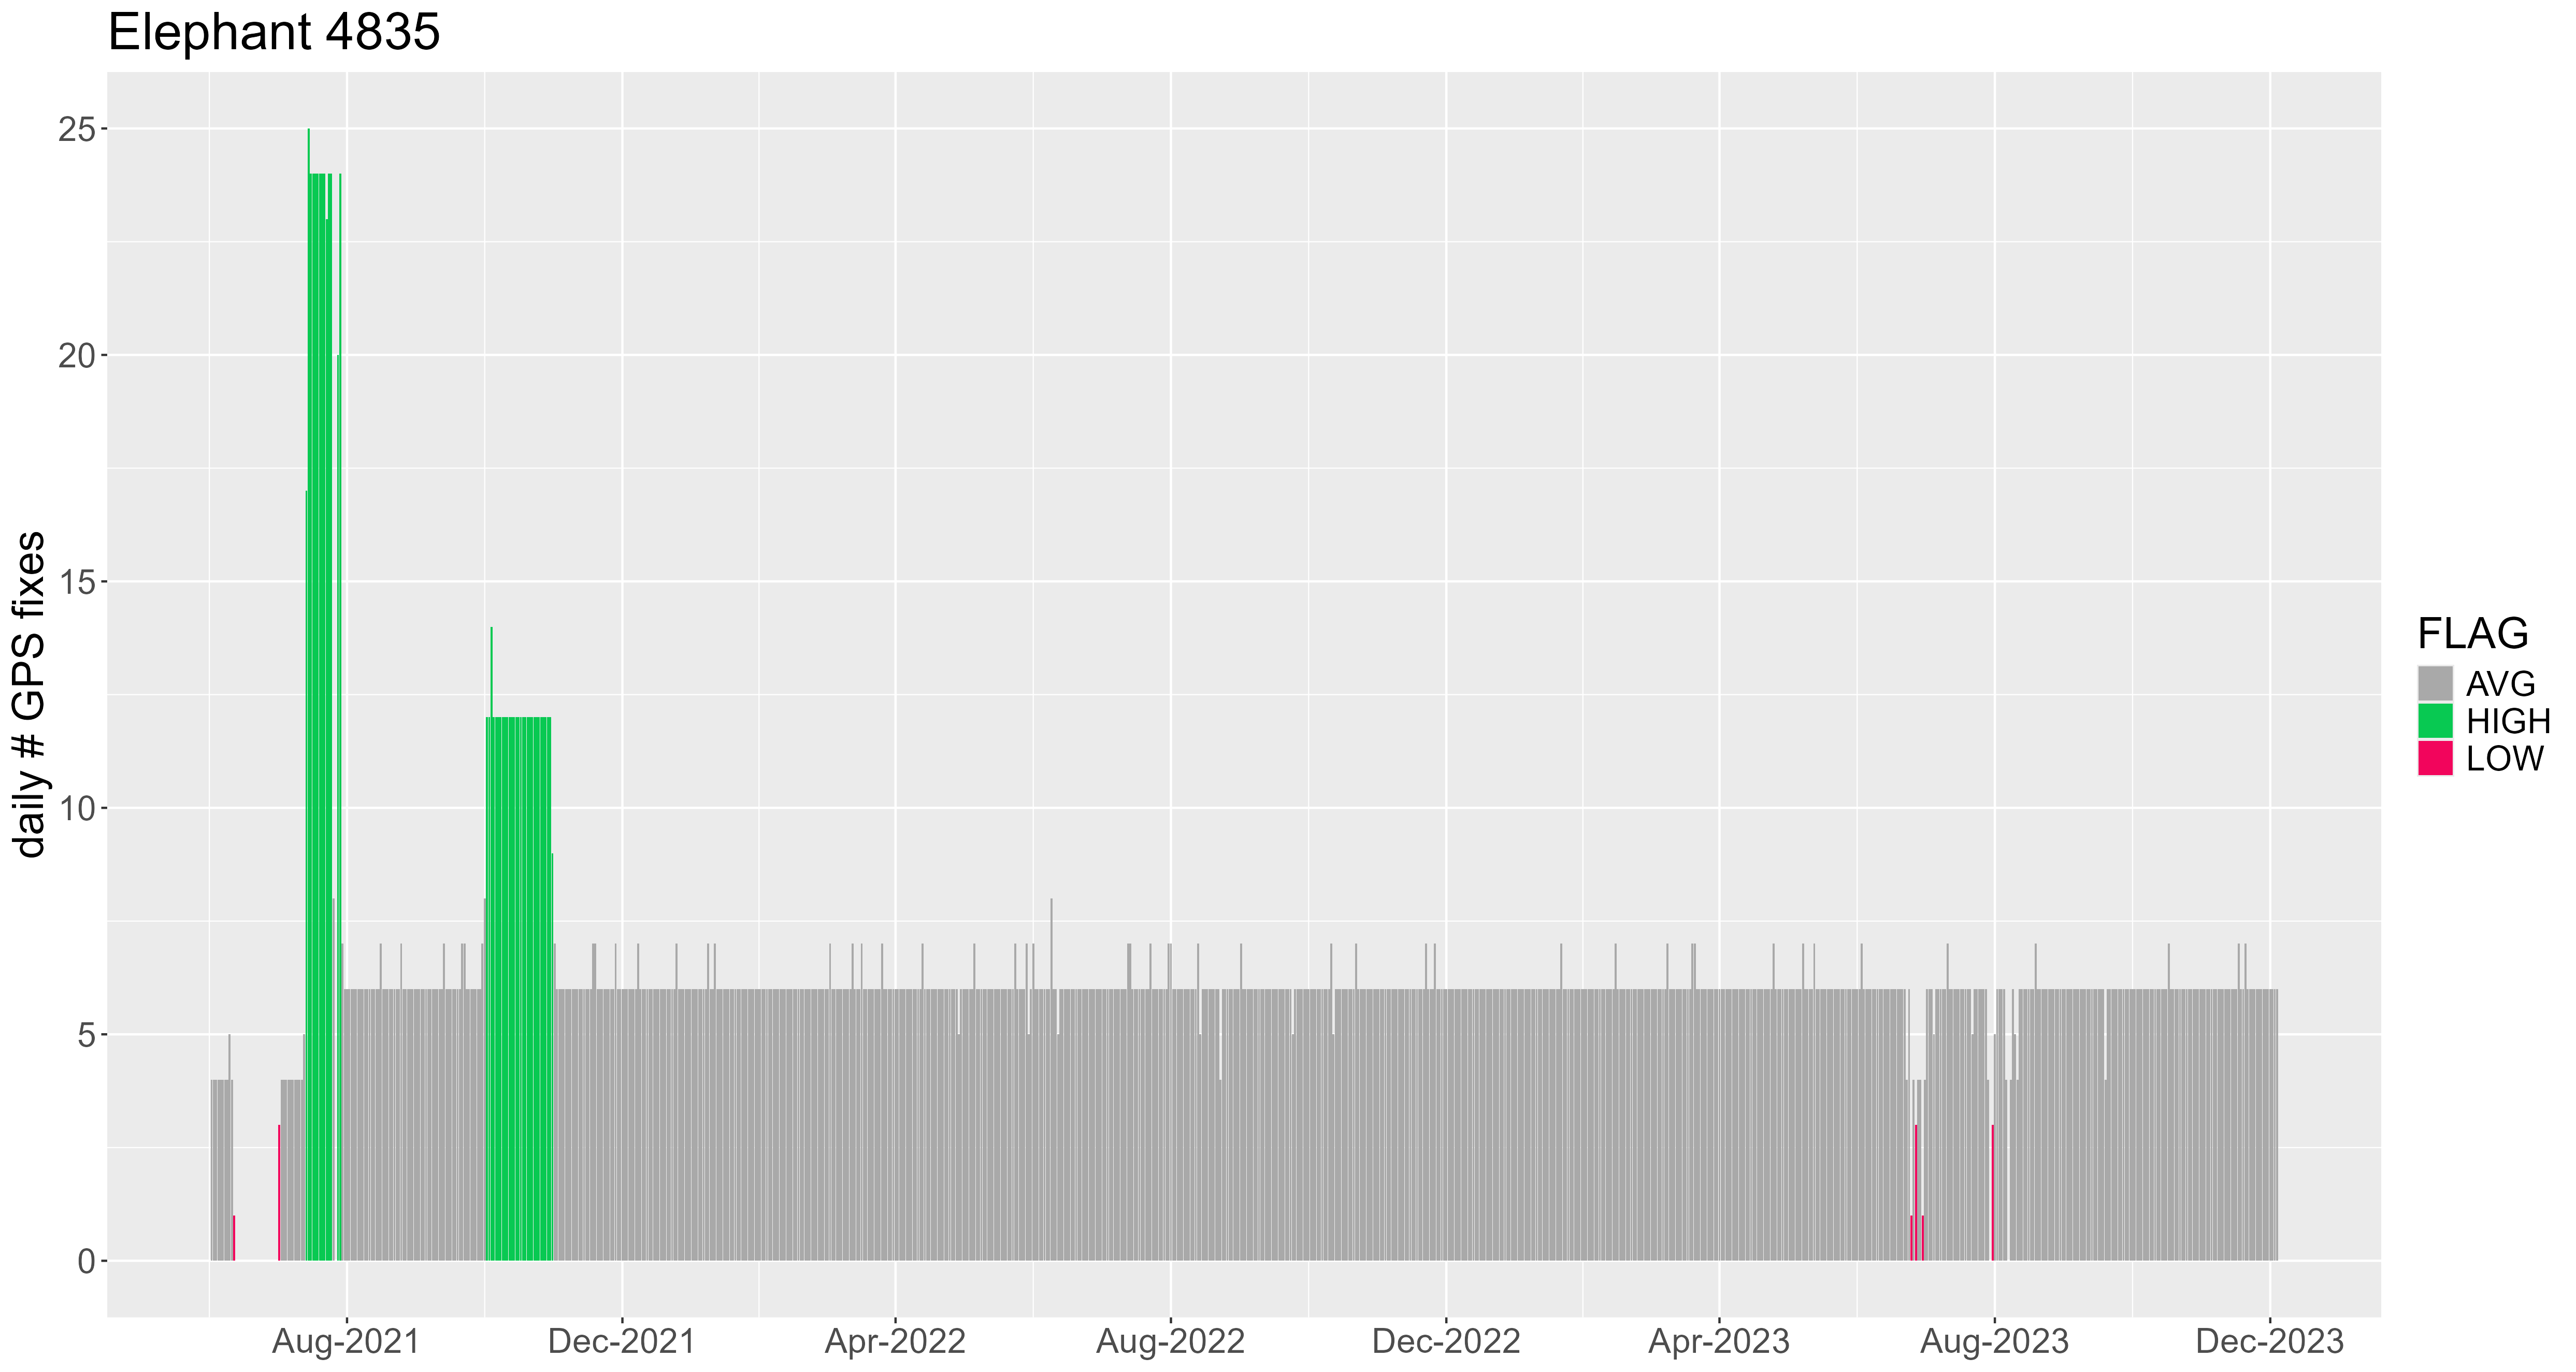 Elephant 4835
daily # GPS fixes
25
20
15
10
5
0
Aug-2021 Dec-2021 Apr-2022 Aug-2022 Dec-2022 Apr-2023 Aug-2023 Dec-2023
FLAG
AVG
HIGH
LOW